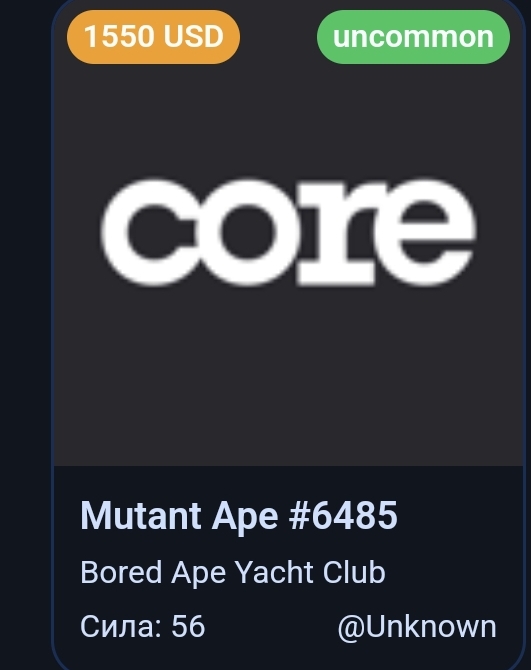 1550 USD uncommon
core
Mutant Ape #6485
Bored Ape Yacht Club
Сила: 56 @Unknown